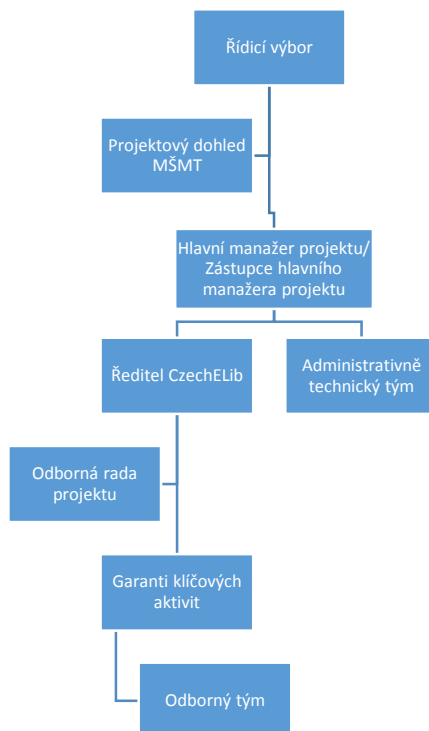 Řídicí výbor
Projektový dohled
MŠMT
Hlavní manažer projektu/
Zástupce hlavního
manažera projektu
Ředitel CzechELib
Administrativně
technický tým
Odborná rada
projektu
Garanti klíčových
aktivit
Odborný tým